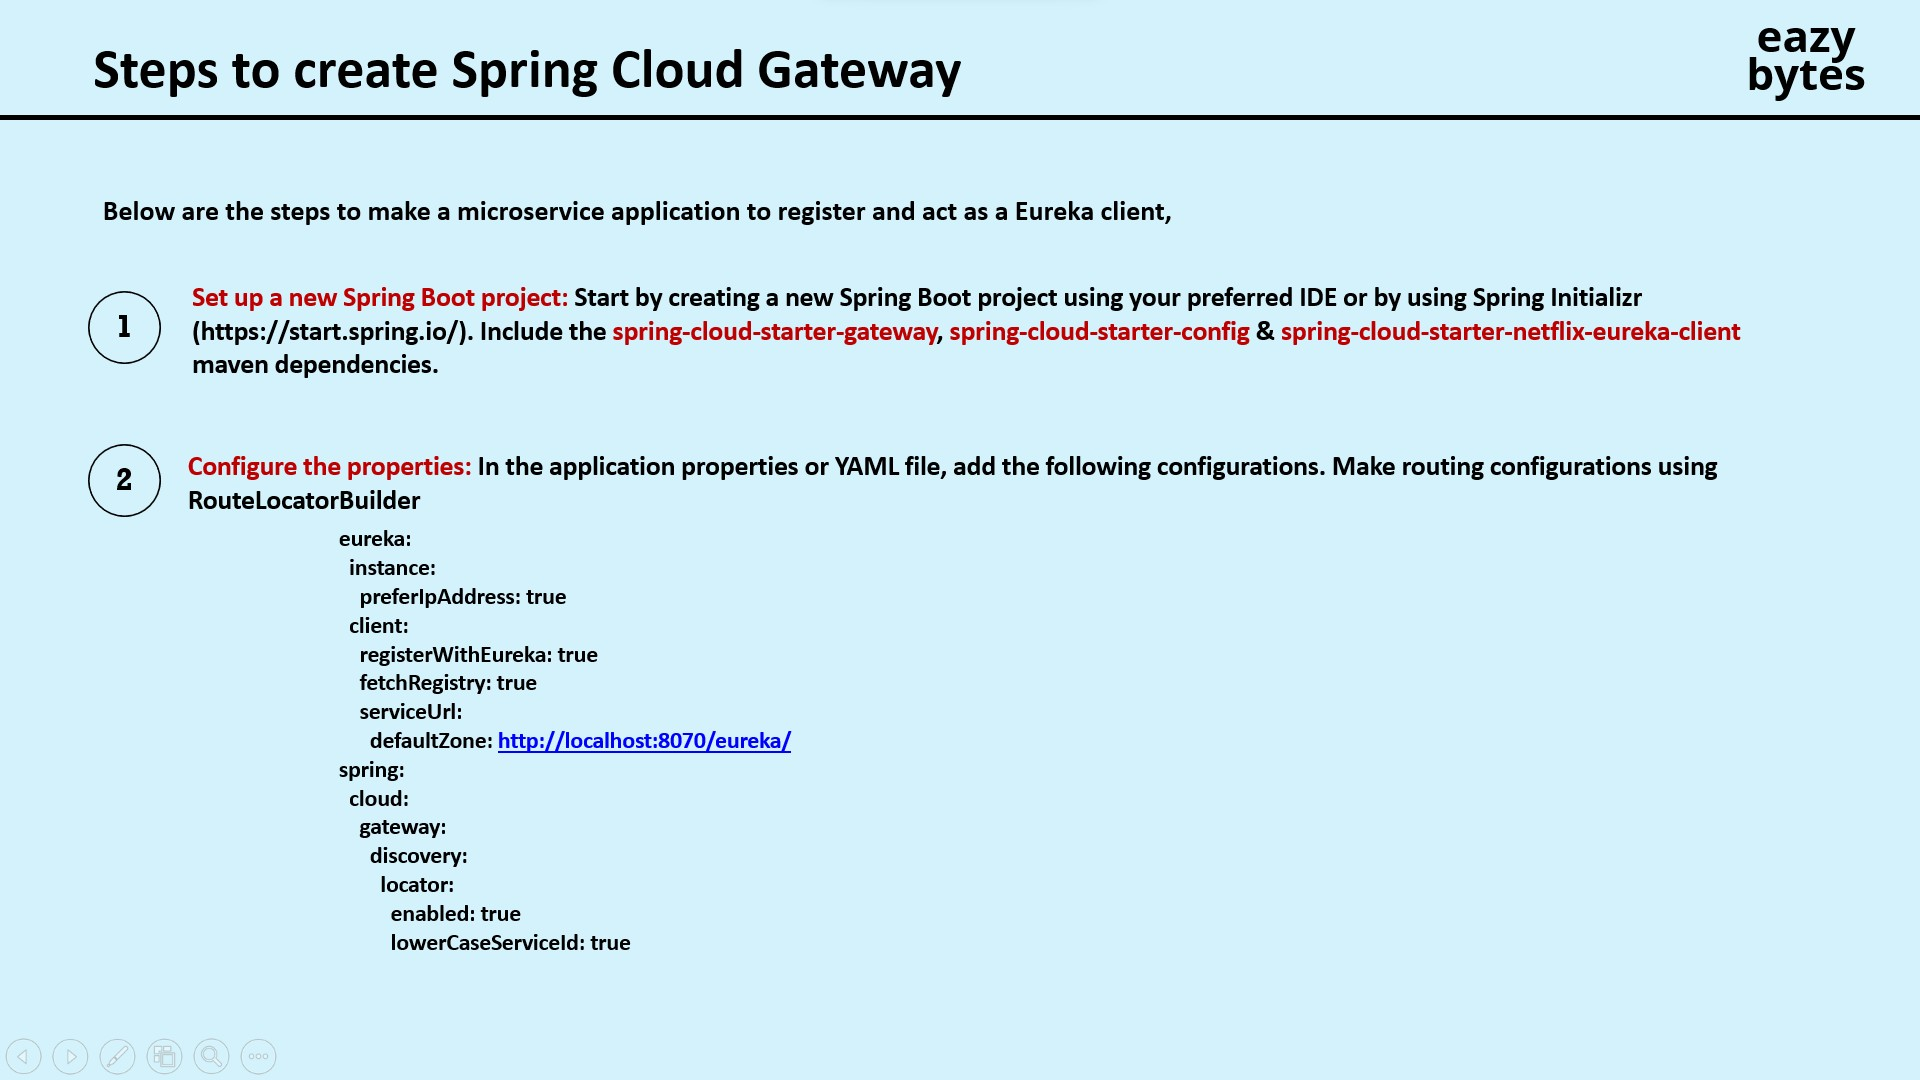 Steps to create Spring Cloud Gateway
eazy
bytes
Below are the steps to make a microservice application to register and act as a Eureka client,
1
Set up a new Spring Boot project: Start by creating a new Spring Boot project using your preferred IDE or by using Spring Initializr
(https://start.spring.io/). Include the spring-cloud-starter-gateway, spring-cloud-starter-config & spring-cloud-starter-netflix-eureka-client
maven dependencies.
2
Configure the properties: In the application properties or YAML file, add the following configurations. Make routing configurations using
RouteLocatorBuilder
eureka:
instance:
preferIpAddress: true
client:
registerWithEureka: true
fetchRegistry: true
serviceUrl:
defaultZone: http://localhost:8070/eureka/
spring:
cloud:
gateway:
discovery:
locator:
enabled: true
lowerCaseServiceId: true